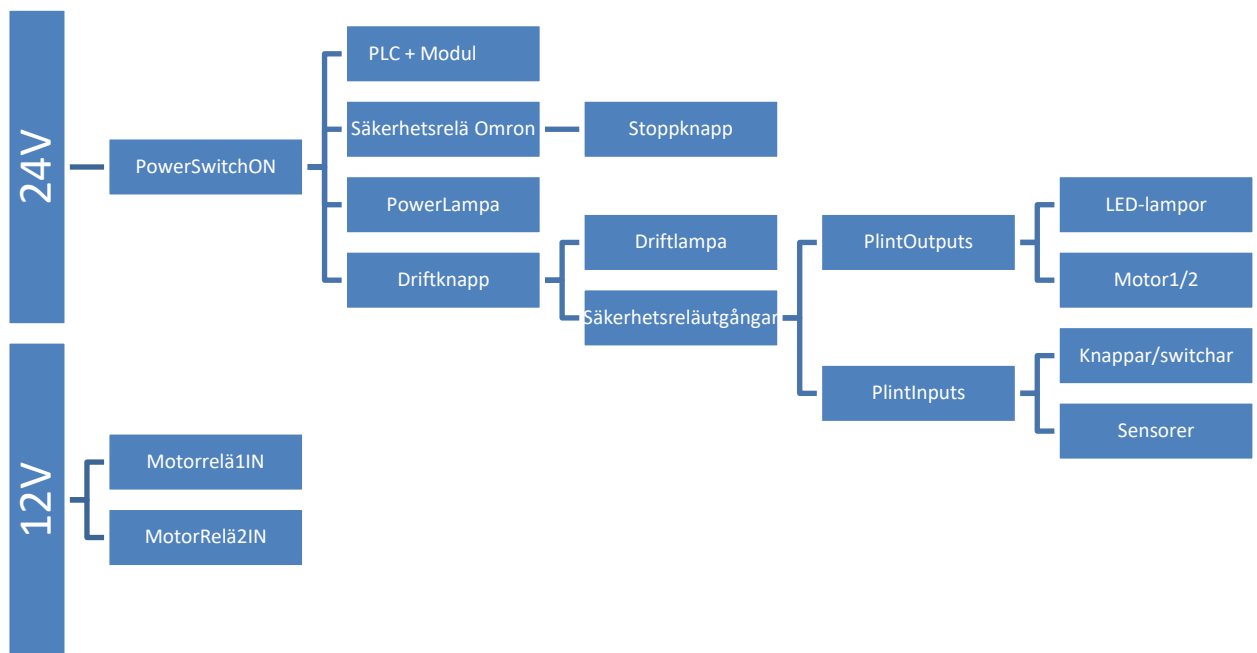 24V
PowerSwitchON
PLC + Modul
Säkerhetsrelä Omron
Stoppknapp
PowerLampa
Driftknapp
Driftlampa
Säkerhetsreläutgångar
PlintOutputs
LED-lampor
Motor1/2
PlintInputs
Knappar/switchar
Sensorer
12V
Motorrelä1IN
MotorRelä2IN